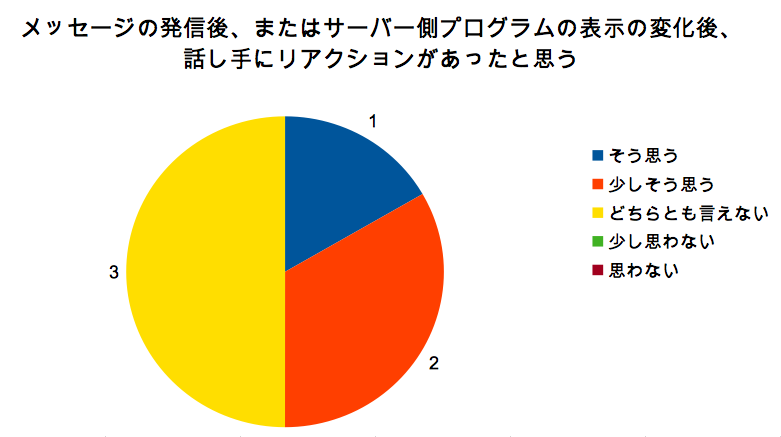 メッセージの発信後、またはサーバー側プログラムの表示の変化後、
話し手にリアクションがあったと思う
1
そう思う
少しそう思う
どちらとも言えない
少し思わない
思わない
3
2